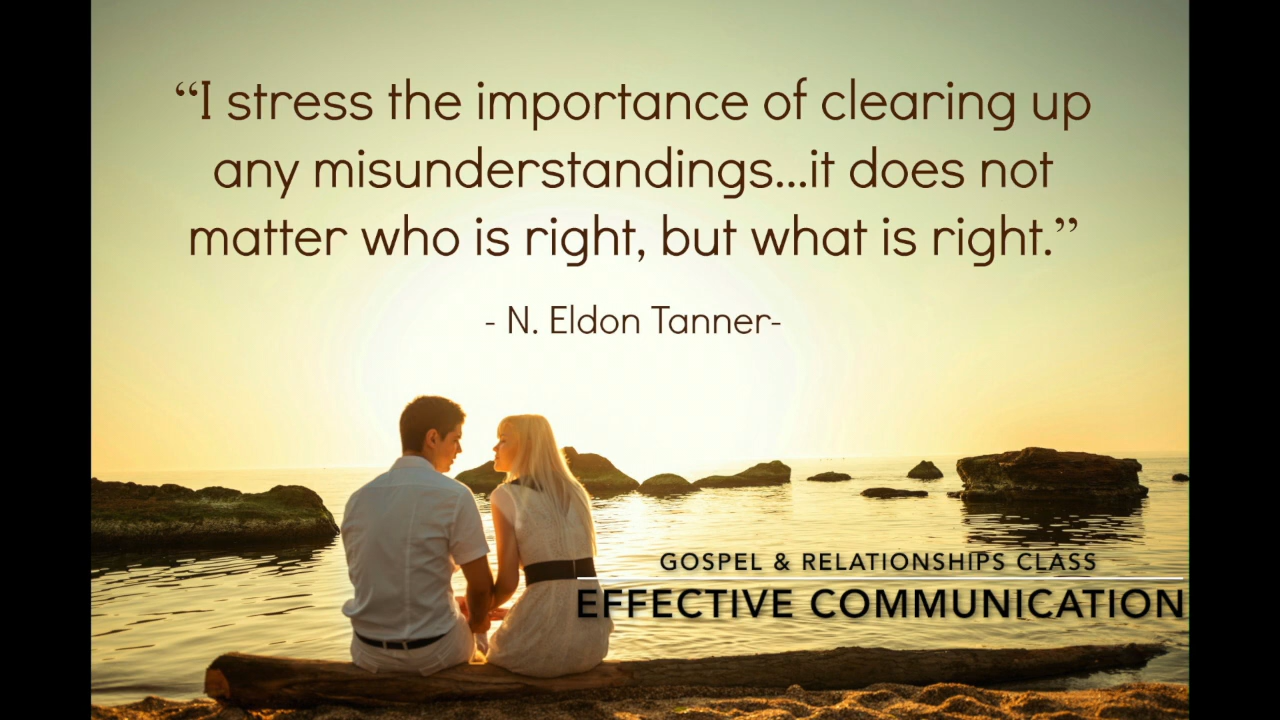 “I stress the importance of clearing up
any misunderstandings...it does not
matter who is right, but what is right.”
- N. Eldon Tanner-
GOSPEL & RELATIONSHIPS CLASS
EFFECTIVE COMMUNICATION